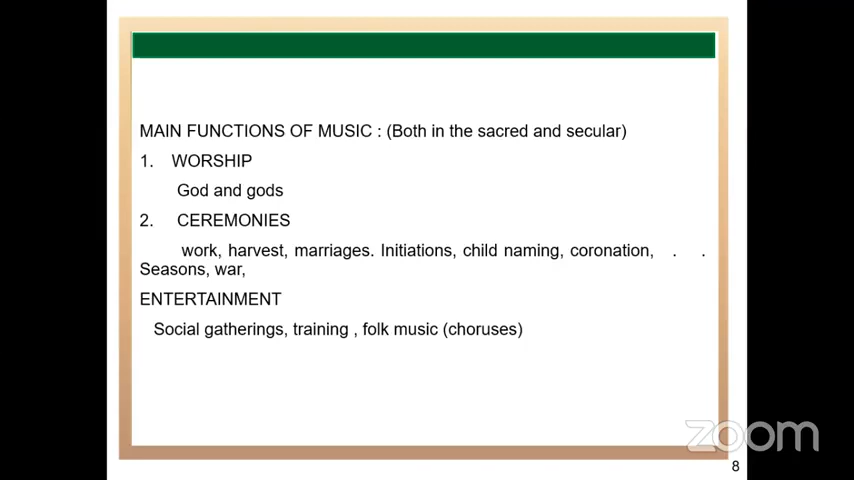 MAIN FUNCTIONS OF MUSIC : (Both in the sacred and secular)
1. WORSHIP
God and gods
2. CEREMONIES
work, harvest, marriages. Initiations, child naming, coronation, . .
Seasons, war,
ENTERTAINMENT
Social gatherings, training , folk music (choruses)
zoom
8